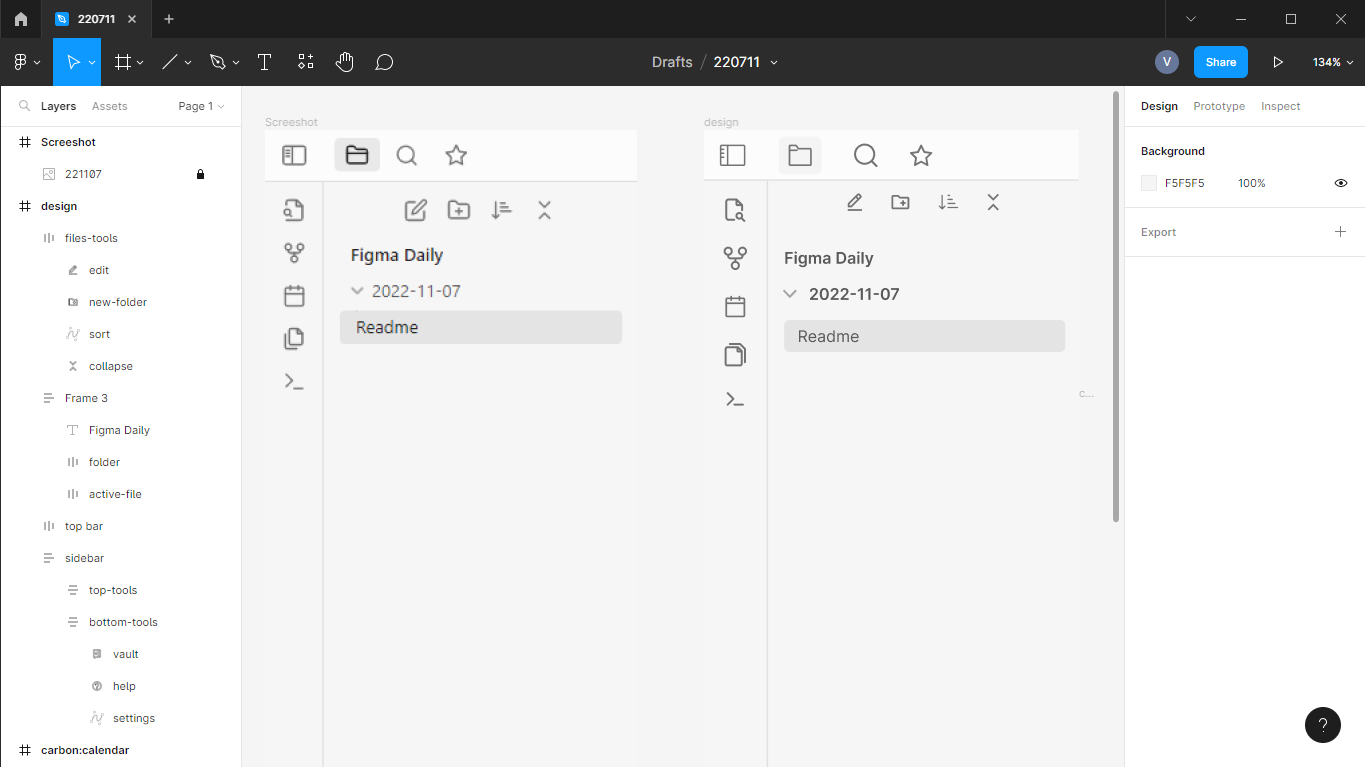 220711
Drafts / 220711
V
Share
134%
Layers
Assets
Page 1
Screeshot
221107
design
files-tools
edit
new-folder
sort
collapse
Frame 3
Figma Daily
folder
active-file
top bar
sidebar
top-tools
bottom-tools
vault
help
settings
carbon:calendar
Screeshot
Figma Daily
2022-11-07
Readme
design
Figma Daily
2022-11-07
Readme
c...
Design
Prototype
Inspect
Background
F5F5F5
100%
Export
?